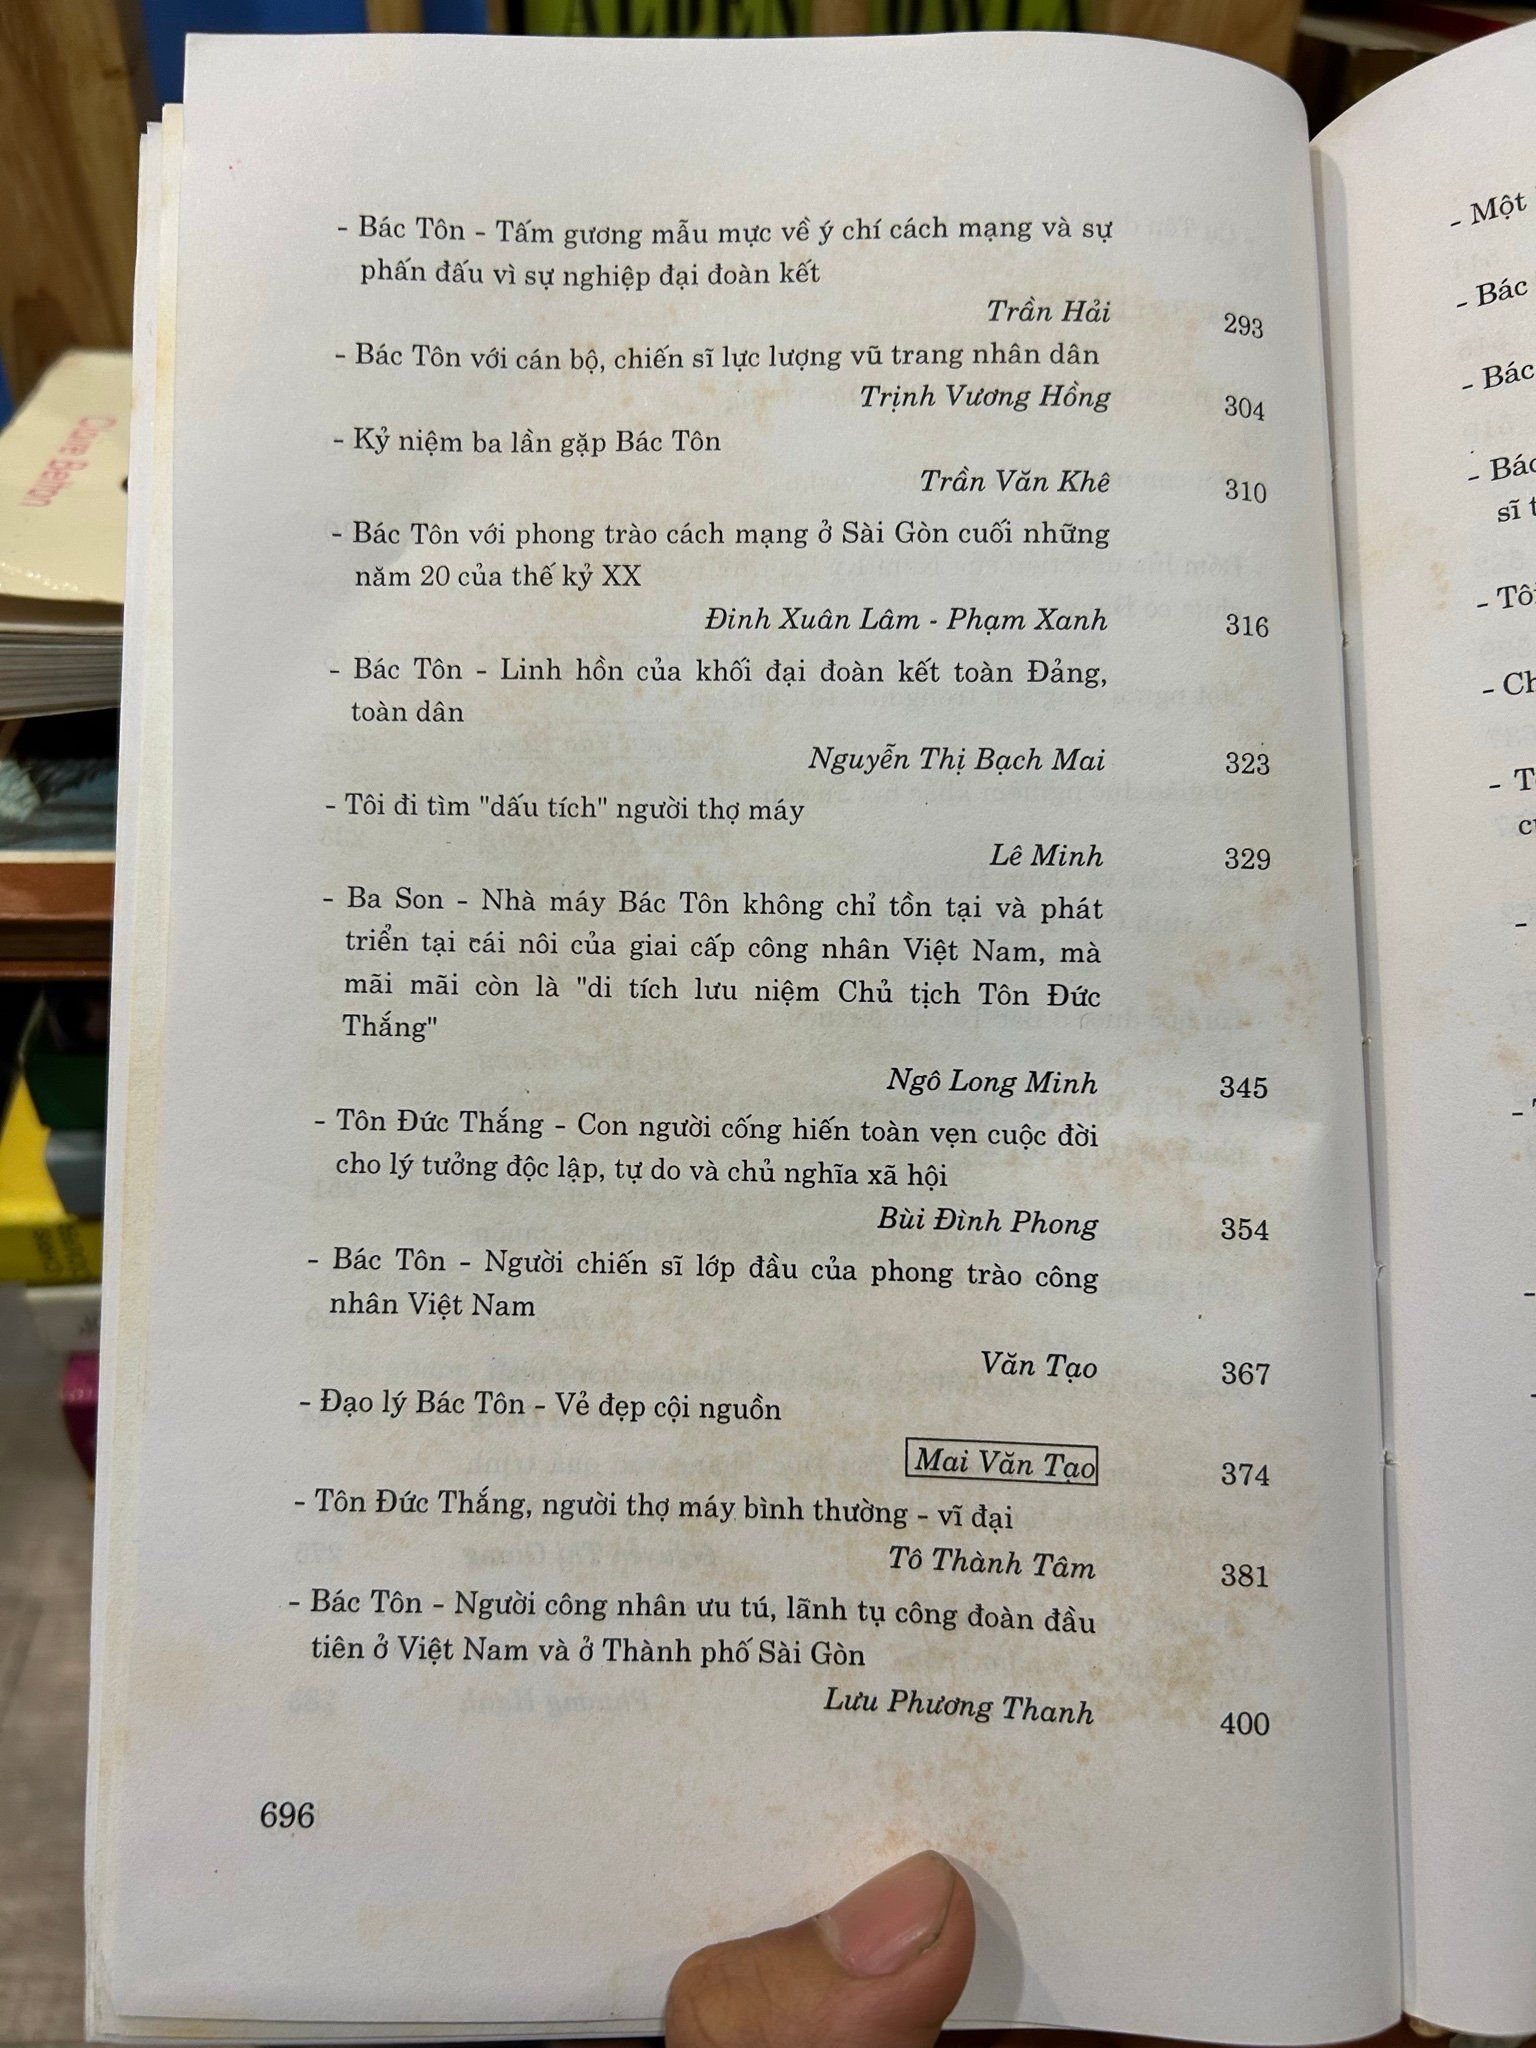 - Bác Tôn - Tấm gương mẫu mực về ý chí cách mạng và sự
phấn đấu vì sự nghiệp đại đoàn kết
Trần Hải 293
- Bác Tôn với cán bộ, chiến sĩ lực lượng vũ trang nhân dân
Trịnh Vương Hồng 304
- Kỷ niệm ba lần gặp Bác Tôn
Trần Văn Khê 310
- Bác Tôn với phong trào cách mạng ở Sài Gòn cuối những
năm 20 của thế kỷ XX
Đinh Xuân Lâm - Phạm Xanh 316
- Bác Tôn - Linh hồn của khối đại đoàn kết toàn Đảng,
toàn dân
Nguyễn Thị Bạch Mai 323
- Tôi đi tìm "dấu tích" người thợ máy
Lê Minh 329
- Ba Son - Nhà máy Bác Tôn không chỉ tồn tại và phát
triển tại cái nôi của giai cấp công nhân Việt Nam, mà
mãi mãi còn là "di tích lưu niệm Chủ tịch Tôn Đức
Thắng"
Ngô Long Minh 345
- Tôn Đức Thắng - Con người cống hiến toàn vẹn cuộc đời
cho lý tưởng độc lập, tự do và chủ nghĩa xã hội
Bùi Đình Phong 354
- Bác Tôn - Người chiến sĩ lớp đầu của phong trào công
nhân Việt Nam
Văn Tạo 367
- Đạo lý Bác Tôn - Vẻ đẹp cội nguồn
Mai Văn Tạo 374
- Tôn Đức Thắng, người thợ máy bình thường - vĩ đại
Tô Thành Tâm 381
- Bác Tôn - Người công nhân ưu tú, lãnh tụ công đoàn đầu
tiên ở Việt Nam và ở Thành phố Sài Gòn
Lưu Phương Thanh 400
696
- Một
- Bác
- Bác
- Bác
sĩ
- Tôi